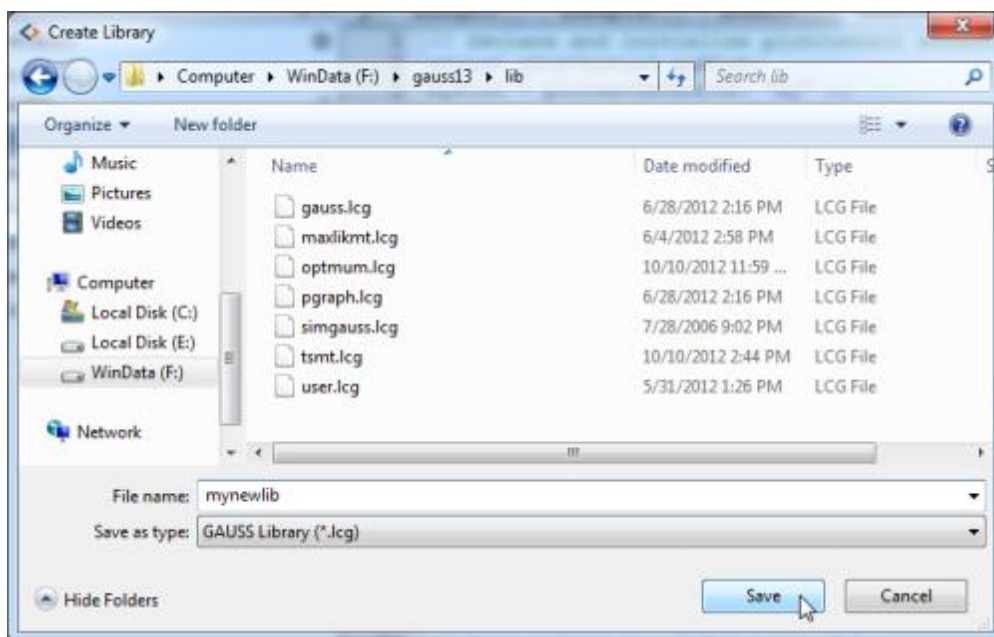 Create Library
Computer WinData (F:) gauss13 lib Search lib
Organize New folder
Music
Pictures
Videos
Computer
Local Disk (C:)
Local Disk (E:)
WinData (F:)
Network
Name Date modified Type S
gauss.lcg 6/28/2012 2:16 PM LCG File
maxlikmt.lcg 6/4/2012 2:58 PM LCG File
optmum.lcg 10/10/2012 11:59 ... LCG File
pgraph.lcg 6/28/2012 2:16 PM LCG File
simgauss.lcg 7/28/2006 9:02 PM LCG File
tsmt.lcg 10/10/2012 2:44 PM LCG File
user.lcg 5/31/2012 1:26 PM LCG File
File name: mynewlib
Save as type: GAUSS Library (*.lcg)
Hide Folders Save Cancel